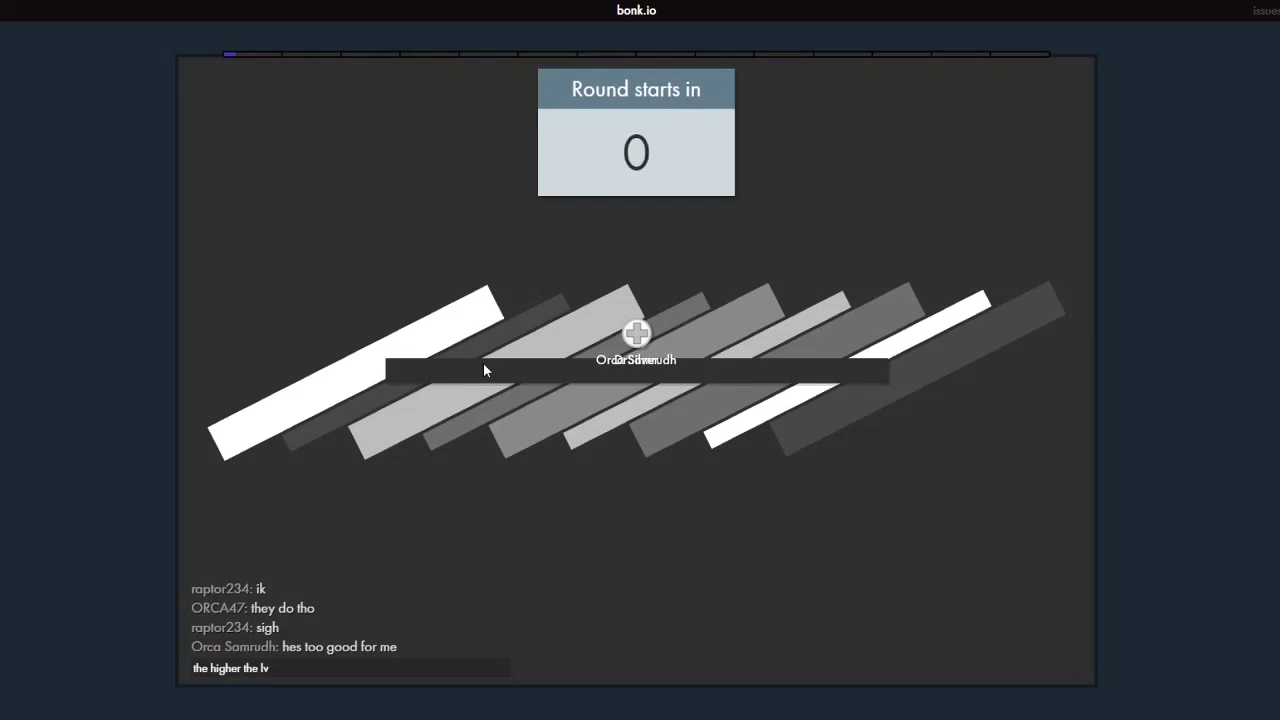 bonk.io
issues
Round starts in
0
raptor234: ik
ORCA47: they do tho
raptor234: sigh
Orca Samrudh: hes too good for me
the higher the lv